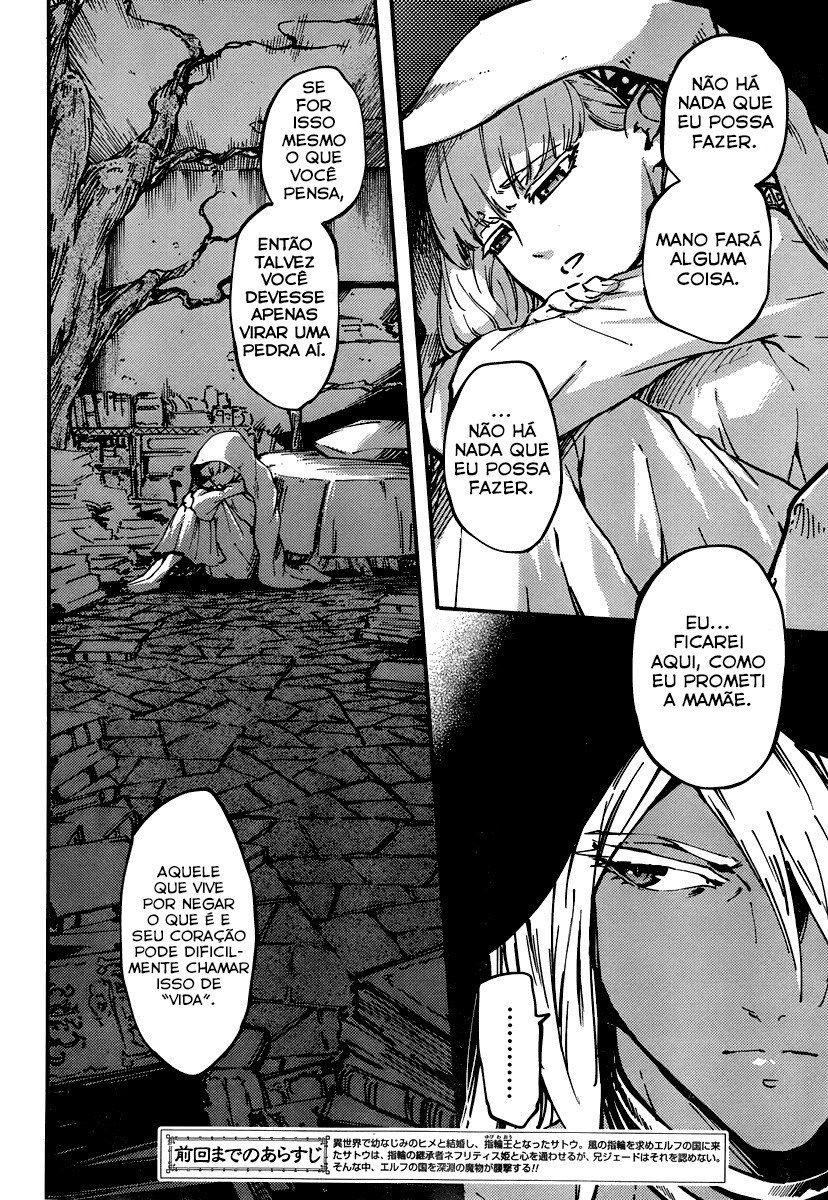 NÃO HÁ
NADA QUE
EU POSSA
FAZER.
MANO FARÁ
ALGUMA
COISA.
...
NÃO HÁ
NADA QUE
EU POSSA
FAZER.
EU...
FICAREI
AQUI, COMO
EU PROMETI
A MAMÃE.
.......
SE
FOR
ISSO
MESMO
O QUE
VOCÊ
PENSA,
ENTÃO
TALVEZ
VOCÊ
DEVESSE
APENAS
VIRAR UMA
PEDRA AÍ.
AQUELE
QUE VIVE
POR NEGAR
O QUE É E
SEU CORAÇÃO
PODE DIFICIL-
MENTE CHAMAR
ISSO DE
“VIDA”.
前回までのあらすじ
異世界で幼なじみのヒメと結婚し、指輪王となったサトウ。風の指輪を求めエルフの国に来
たサトウは、指輪の継承者ネフリティス姫と心を通わせるが、兄ジェードはそれを認めない。
そんな中、エルフの国を深淵の魔物が襲撃する!!